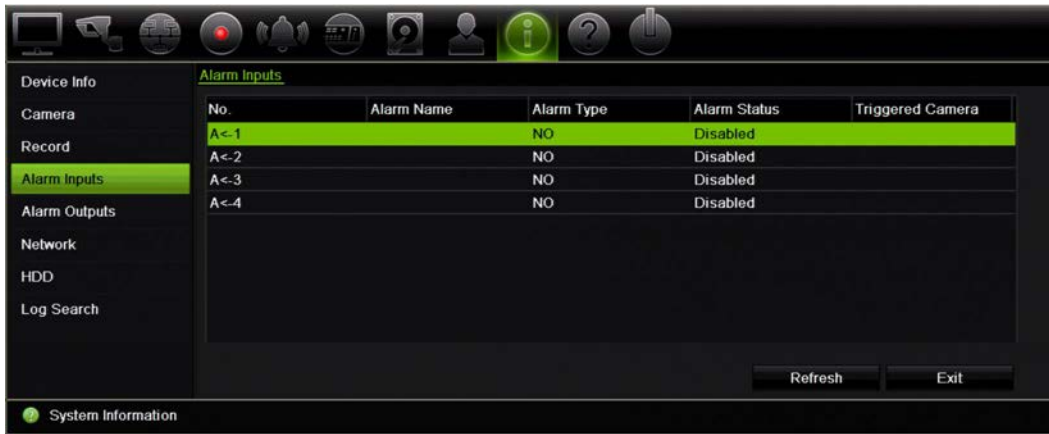 Device Info
Camera
Record
Alarm Inputs
Alarm Outputs
Network
HDD
Log Search
Alarm Inputs
No. Alarm Name Alarm Type Alarm Status Triggered Camera
A<-1 NO Disabled
A<-2 NO Disabled
A<-3 NO Disabled
A<-4 NO Disabled
Refresh Exit
? System Information